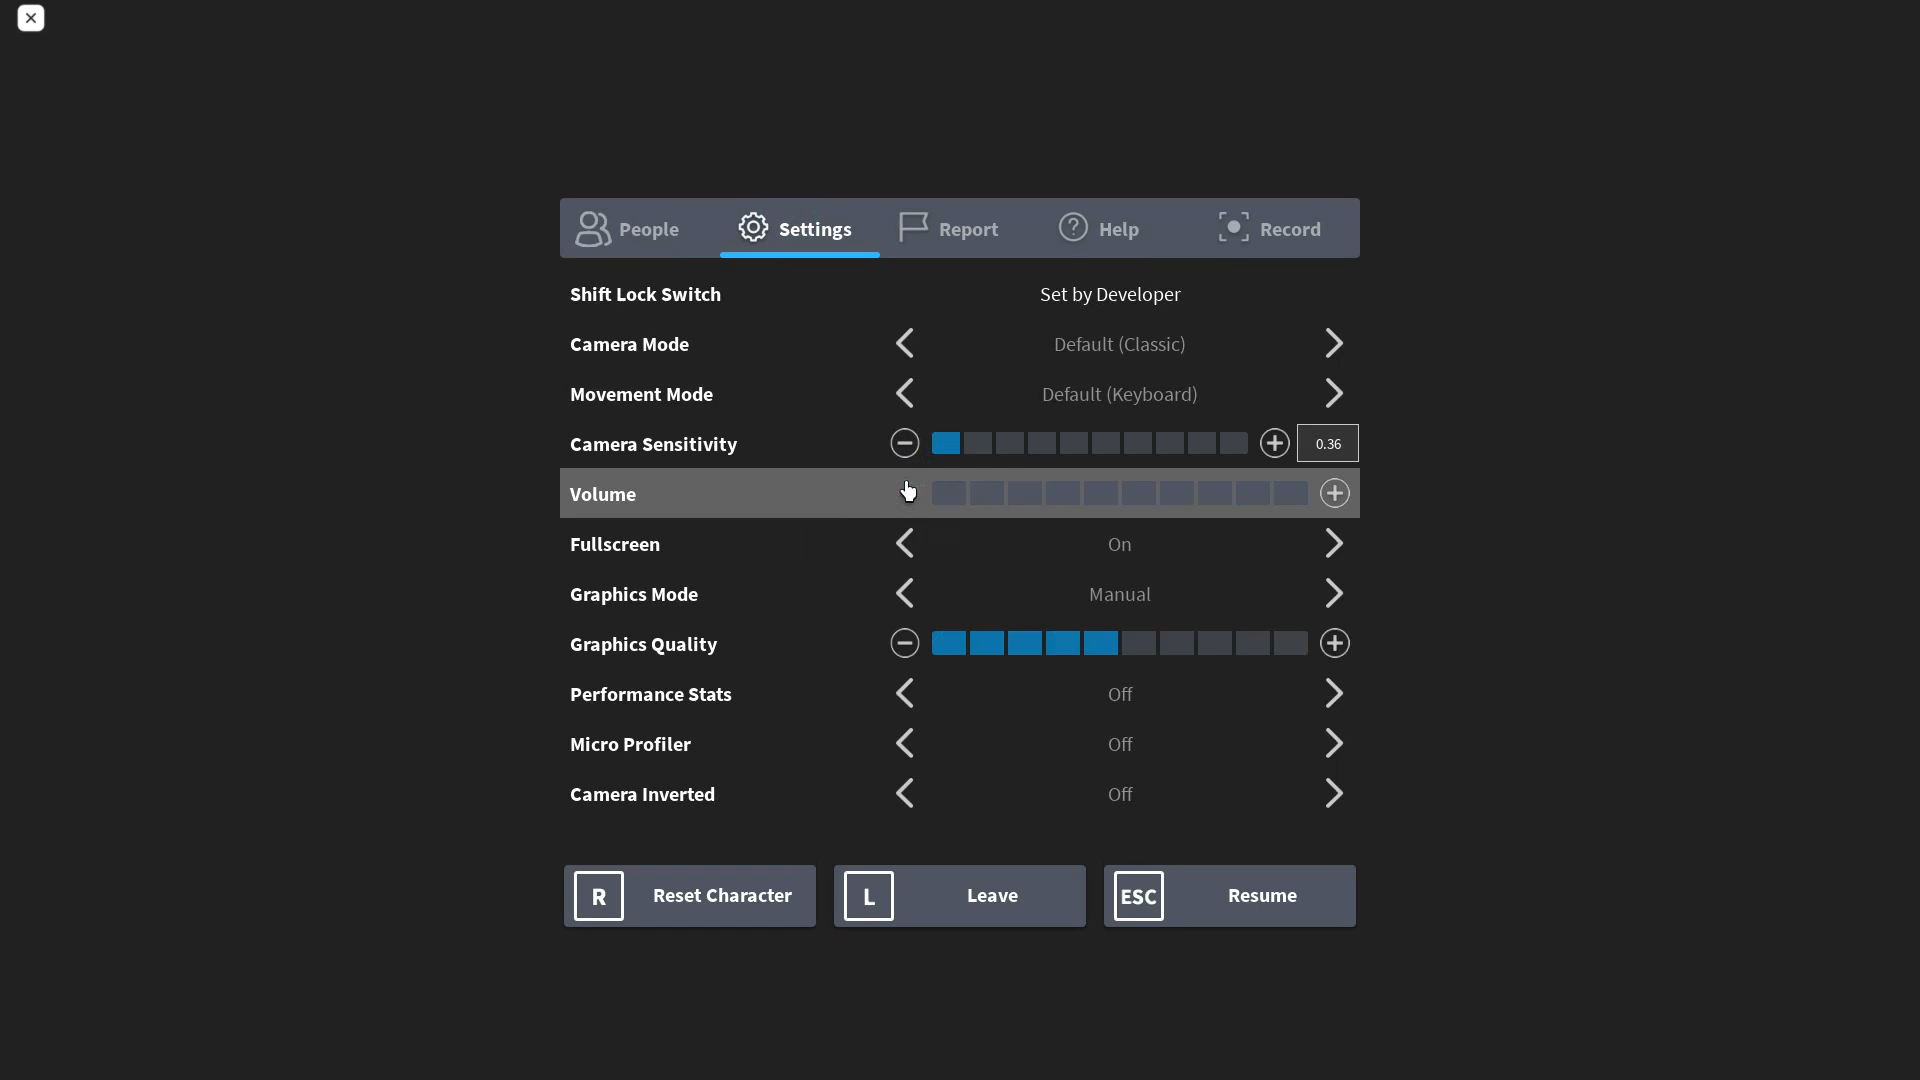 People Settings Report Help Record
Shift Lock Switch Set by Developer
Camera Mode Default (Classic)
Movement Mode Default (Keyboard)
Camera Sensitivity 0.36
Volume
Fullscreen On
Graphics Mode Manual
Graphics Quality
Performance Stats Off
Micro Profiler Off
Camera Inverted Off
R Reset Character L Leave ESC Resume